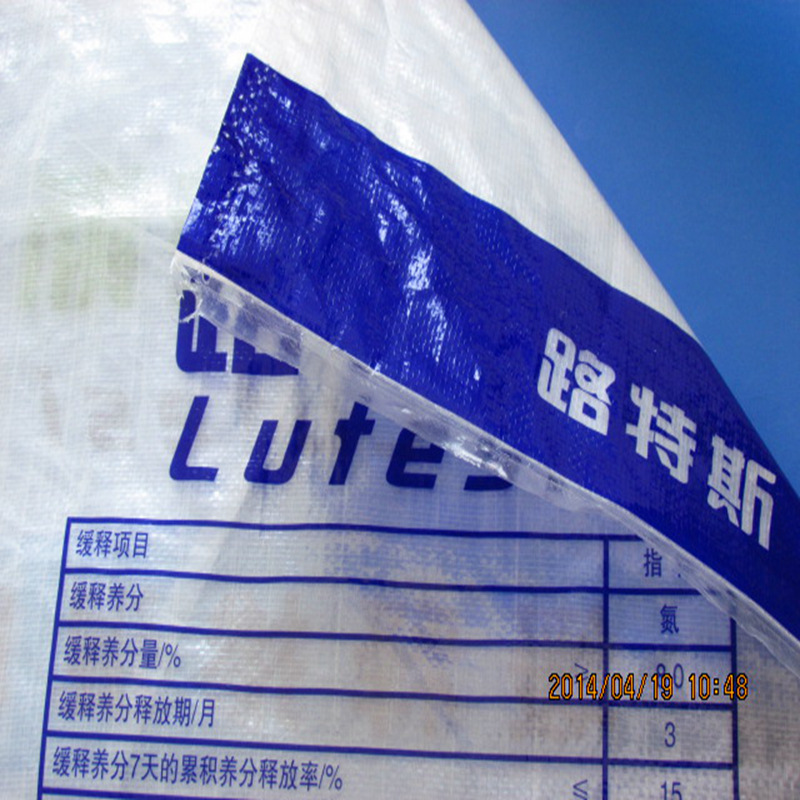 路特斯
Lutes
缓释项目 指
缓释养分 氮
缓释养分量/% ≥ 8.0
缓释养分释放期/月 3
缓释养分7天的累积养分释放率/% ≤ 15
2014/04/19 10:48